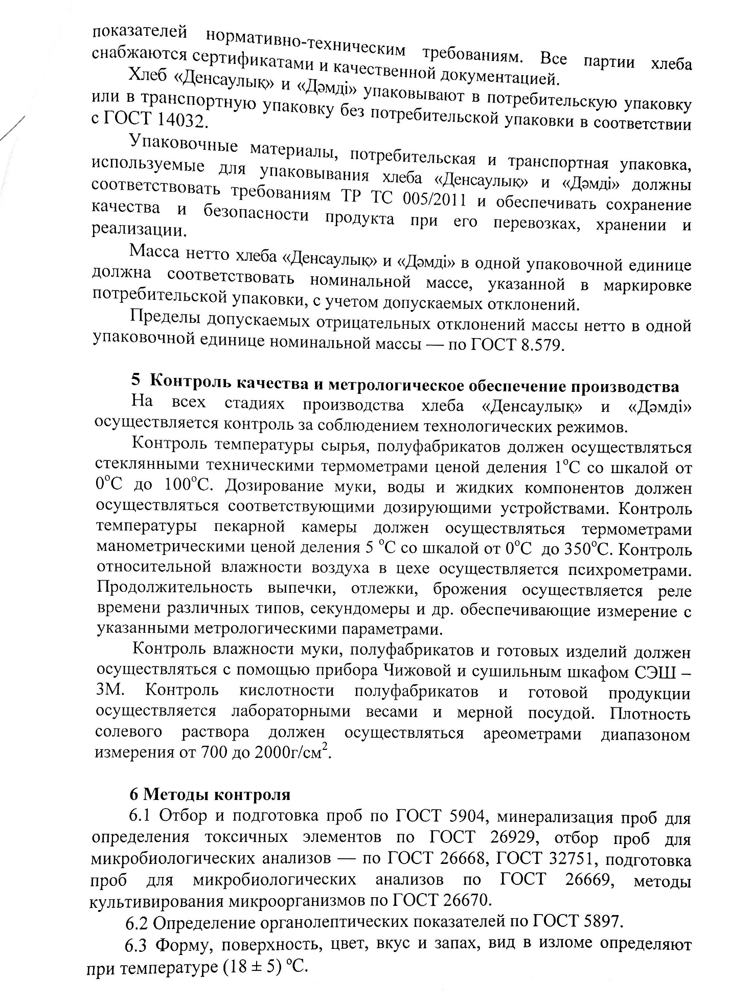 показателей нормативно-техническим требованиям. Все партии хлеба
снабжаются сертификатами и качественной документацией.
Хлеб «Денсаулық» и «Дәмді» упаковывают в потребительскую упаковку
или в транспортную упаковку без потребительской упаковки в соответствии
с ГОСТ 14032.
Упаковочные материалы, потребительская и транспортная упаковка,
используемые для упаковывания хлеба «Денсаулық» и «Дәмді» должны
соответствовать требованиям ТР ТС 005/2011 и обеспечивать сохранение
качества и безопасности продукта при его перевозках, хранении и
реализации.
Масса нетто хлеба «Денсаулық» и «Дәмді» в одной упаковочной единице
должна соответствовать номинальной массе, указанной в маркировке
потребительской упаковки, с учетом допускаемых отклонений.
Пределы допускаемых отрицательных отклонений массы нетто в одной
упаковочной единице номинальной массы — по ГОСТ 8.579.
5 Контроль качества и метрологическое обеспечение производства
На всех стадиях производства хлеба «Денсаулық» и «Дәмді»
осуществляется контроль за соблюдением технологических режимов.
Контроль температуры сырья, полуфабрикатов должен осуществляться
стеклянными техническими термометрами ценой деления 1°С со шкалой от
0°С до 100°С. Дозирование муки, воды и жидких компонентов должен
осуществляться соответствующими дозирующими устройствами. Контроль
температуры пекарной камеры должен осуществляться термометрами
манометрическими ценой деления 5 °С со шкалой от 0°С до 350°С. Контроль
относительной влажности воздуха в цехе осуществляется психрометрами.
Продолжительность выпечки, отлежки, брожения осуществляется реле
времени различных типов, секундомеры и др. обеспечивающие измерение с
указанными метрологическими параметрами.
Контроль влажности муки, полуфабрикатов и готовых изделий должен
осуществляться с помощью прибора Чижовой и сушильным шкафом СЭШ –
3М. Контроль кислотности полуфабрикатов и готовой продукции
осуществляется лабораторными весами и мерной посудой. Плотность
солевого раствора должен осуществляться ареометрами диапазоном
измерения от 700 до 2000г/см².
6 Методы контроля
6.1 Отбор и подготовка проб по ГОСТ 5904, минерализация проб для
определения токсичных элементов по ГОСТ 26929, отбор проб для
микробиологических анализов — по ГОСТ 26668, ГОСТ 32751, подготовка
проб для микробиологических анализов по ГОСТ 26669, методы
культивирования микроорганизмов по ГОСТ 26670.
6.2 Определение органолептических показателей по ГОСТ 5897.
6.3 Форму, поверхность, цвет, вкус и запах, вид в изломе определяют
при температуре (18 ± 5) °С.